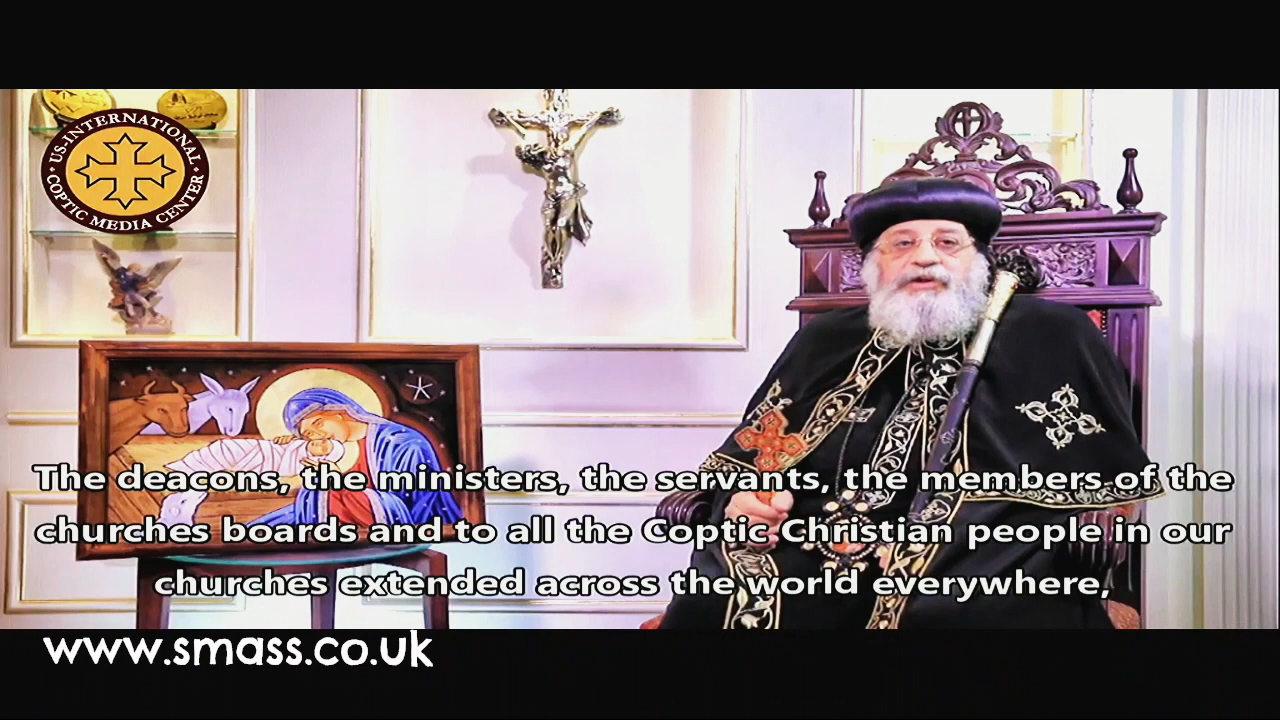 US-INTERNATIONAL
COPTIC MEDIA CENTER
The deacons, the ministers, the servants, the members of the
churches boards and to all the Coptic Christian people in our
churches extended across the world everywhere,
www.smass.co.uk